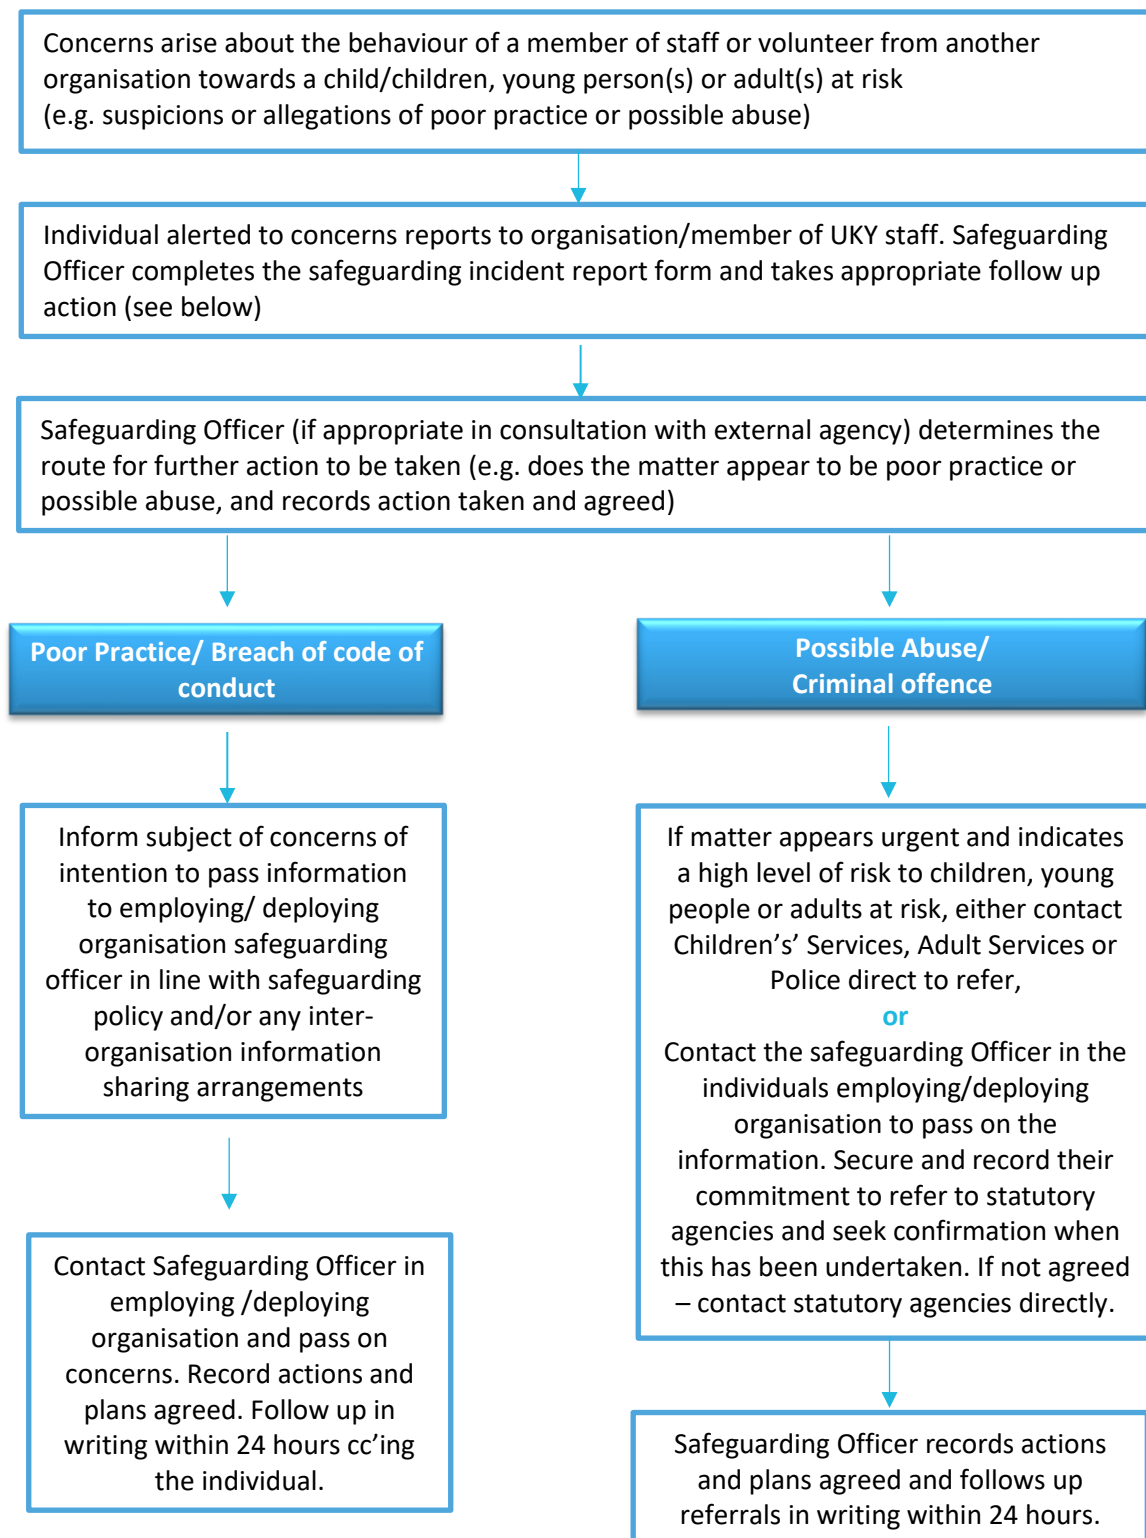 Concerns arise about the behaviour of a member of staff or volunteer from another
organisation towards a child/children, young person(s) or adult(s) at risk
(e.g. suspicions or allegations of poor practice or possible abuse)
Individual alerted to concerns reports to organisation/member of UKY staff. Safeguarding
Officer completes the safeguarding incident report form and takes appropriate follow up
action (see below)
Safeguarding Officer (if appropriate in consultation with external agency) determines the
route for further action to be taken (e.g. does the matter appear to be poor practice or
possible abuse, and records action taken and agreed)
Poor Practice/ Breach of code of
conduct
Inform subject of concerns of
intention to pass information
to employing/ deploying
organisation safeguarding
officer in line with safeguarding
policy and/or any inter-
organisation information
sharing arrangements
Contact Safeguarding Officer in
employing /deploying
organisation and pass on
concerns. Record actions and
plans agreed. Follow up in
writing within 24 hours cc’ing
the individual.
Possible Abuse/
Criminal offence
If matter appears urgent and indicates
a high level of risk to children, young
people or adults at risk, either contact
Children’s’ Services, Adult Services or
Police direct to refer,
or
Contact the safeguarding Officer in the
individuals employing/deploying
organisation to pass on the
information. Secure and record their
commitment to refer to statutory
agencies and seek confirmation when
this has been undertaken. If not agreed
– contact statutory agencies directly.
Safeguarding Officer records actions
and plans agreed and follows up
referrals in writing within 24 hours.